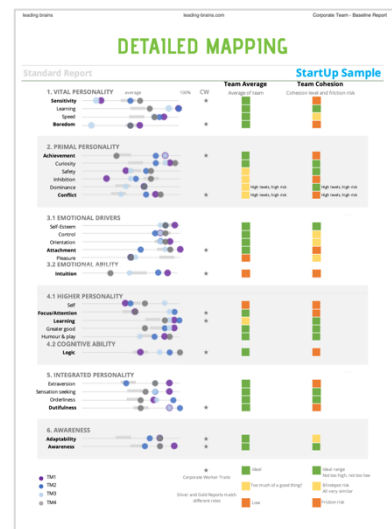 leading-brains
leading-brains.com
Corporate Team - Baseline Report
DETAILED MAPPING
Standard Report
StartUp Sample
Team Average
Team Cohesion
1. VITAL PERSONALITY
average
100%
CW
Average of team
Cohesion level and friction risk
Sensitivity *
Learning
Speed
Boredom *
2. PRIMAL PERSONALITY
Achievement *
Curiosity
Safety
Inhibition
Dominance High levels, high risk High levels, high risk
Conflict * High levels, high risk High levels, high risk
3.1 EMOTIONAL DRIVERS
Self-Esteem
Control
Orientation
Attachment *
Pleasure
3.2 EMOTIONAL ABILITY
Intuition *
4.1 HIGHER PERSONALITY
Self
Focus/Attention *
Learning *
Greater good
Humour & play
4.2 COGNITIVE ABILITY
Logic *
5. INTEGRATED PERSONALITY
Extraversion
Sensation seeking
Orderliness
Dutifulness *
6. AWARENESS
Adaptability *
Awareness *
TM1
TM2
TM3
TM4
*
Corporate Worker Traits
Silver and Gold Reports match
different roles
Ideal
Too much of a good thing?
Low
Ideal range
Not too high, not too low
Blindspot risk
All very similar
Friction risk